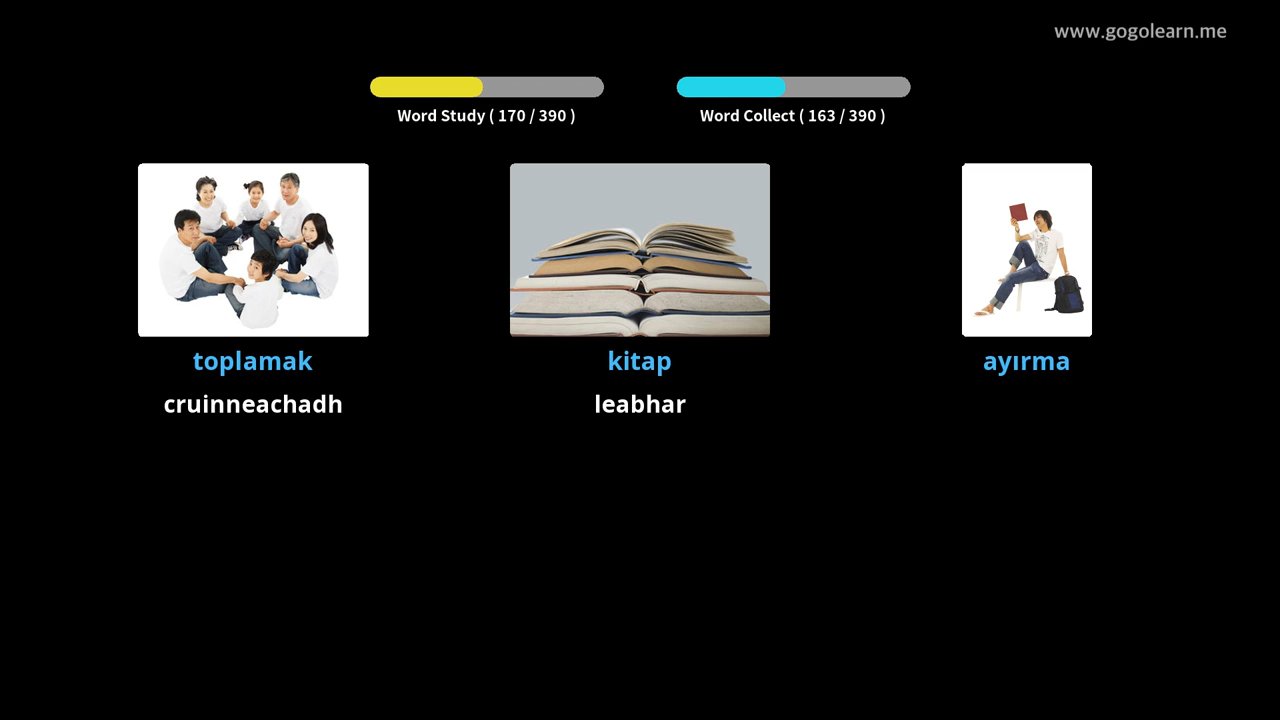 www.gogolearn.me
Word Study ( 170 / 390 )
Word Collect ( 163 / 390 )
toplamak
cruinneachadh
kitap
leabhar
ayırma